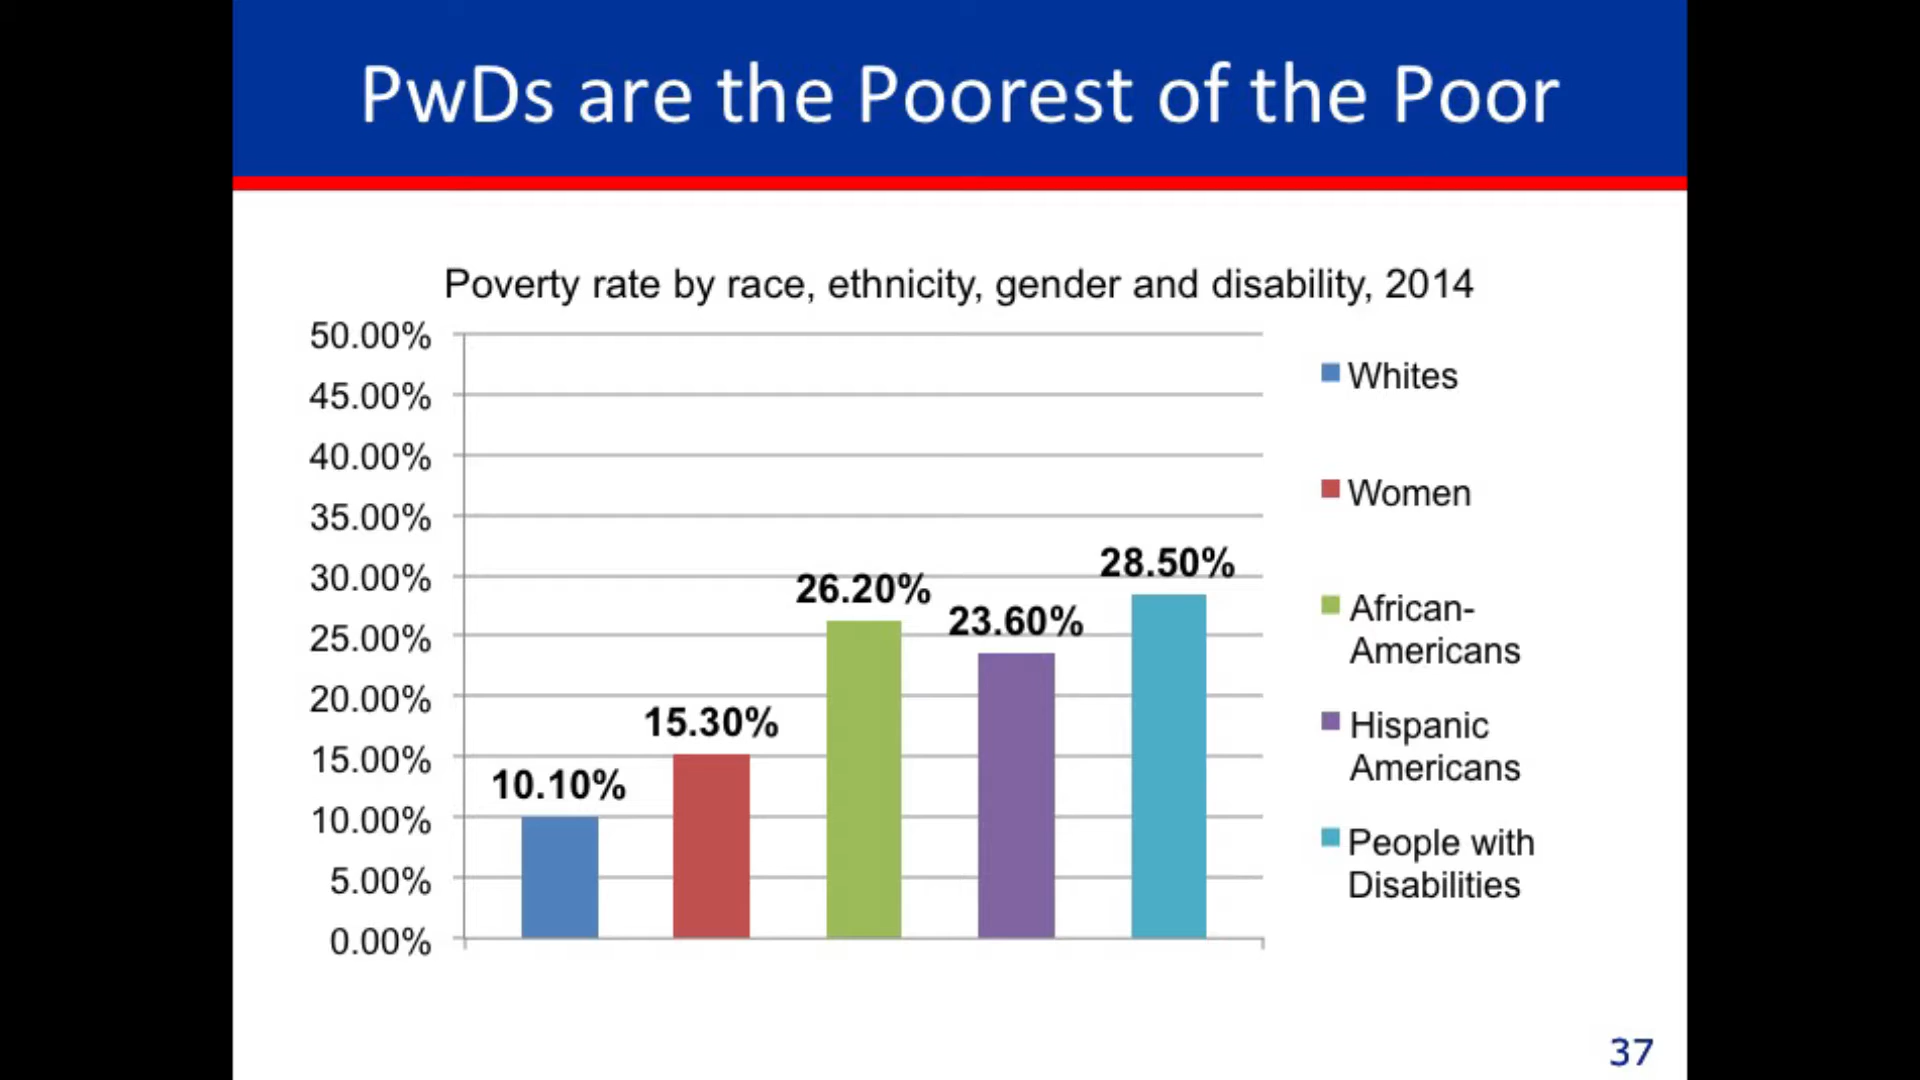 PwDs are the Poorest of the Poor
Poverty rate by race, ethnicity, gender and disability, 2014
50.00%
45.00%
40.00%
35.00%
30.00%
25.00%
20.00%
15.00%
10.00%
5.00%
0.00%
10.10%
15.30%
26.20%
23.60%
28.50%
Whites
Women
African-
Americans
Hispanic
Americans
People with
Disabilities
37